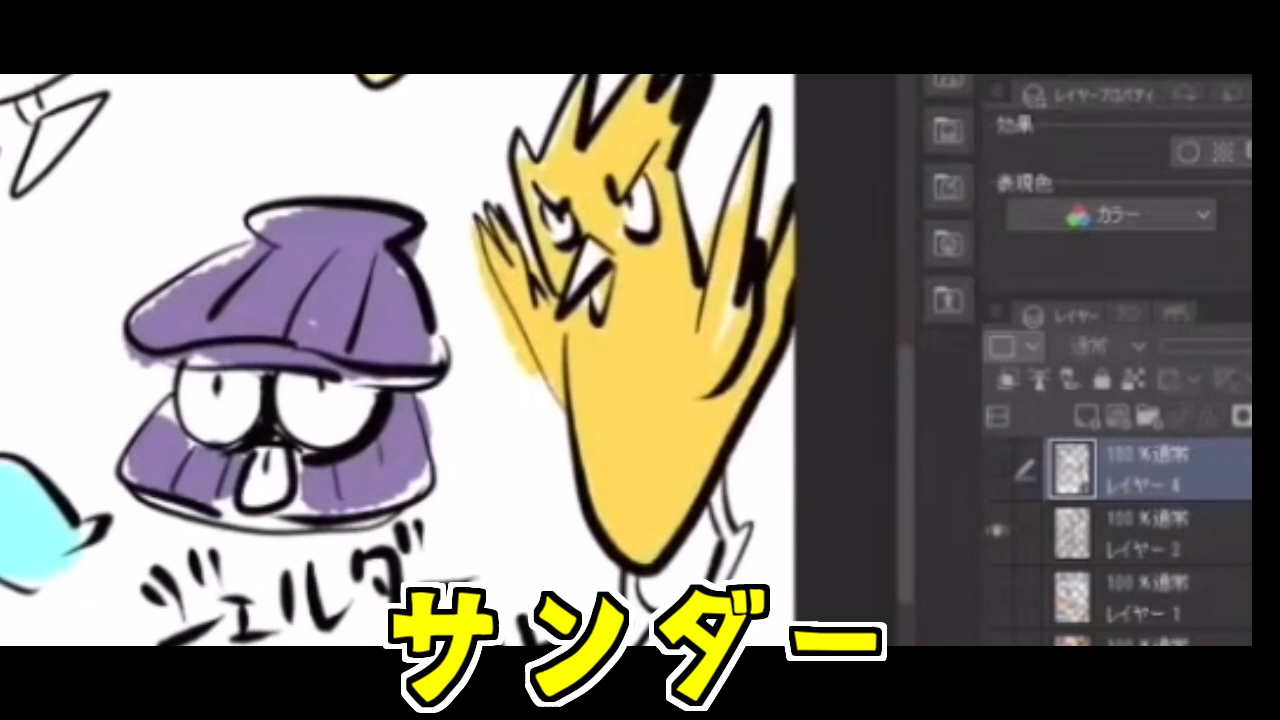 レイヤープロパティ
効果
表現色
カラー
レイヤー
通常
100 %通常
レイヤー 4
100 %通常
レイヤー 3
100 %通常
レイヤー 1
ジェルダ
サンダー